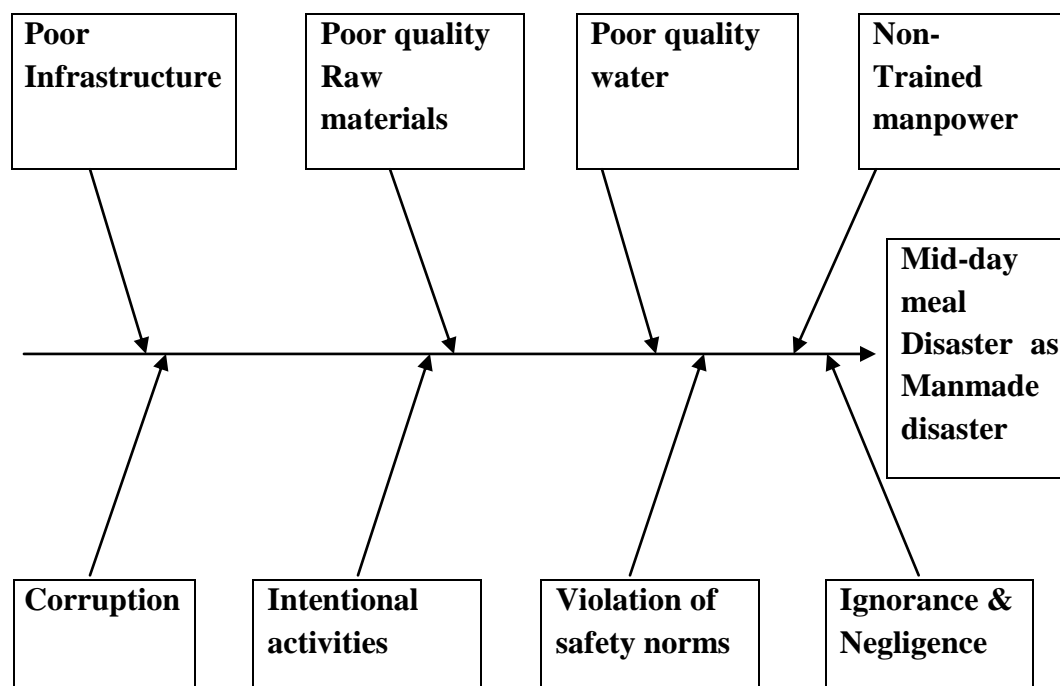 Poor
Infrastructure
Poor quality
Raw
materials
Poor quality
water
Non-
Trained
manpower
Mid-day
meal
Disaster as
Manmade
disaster
Corruption
Intentional
activities
Violation of
safety norms
Ignorance &
Negligence